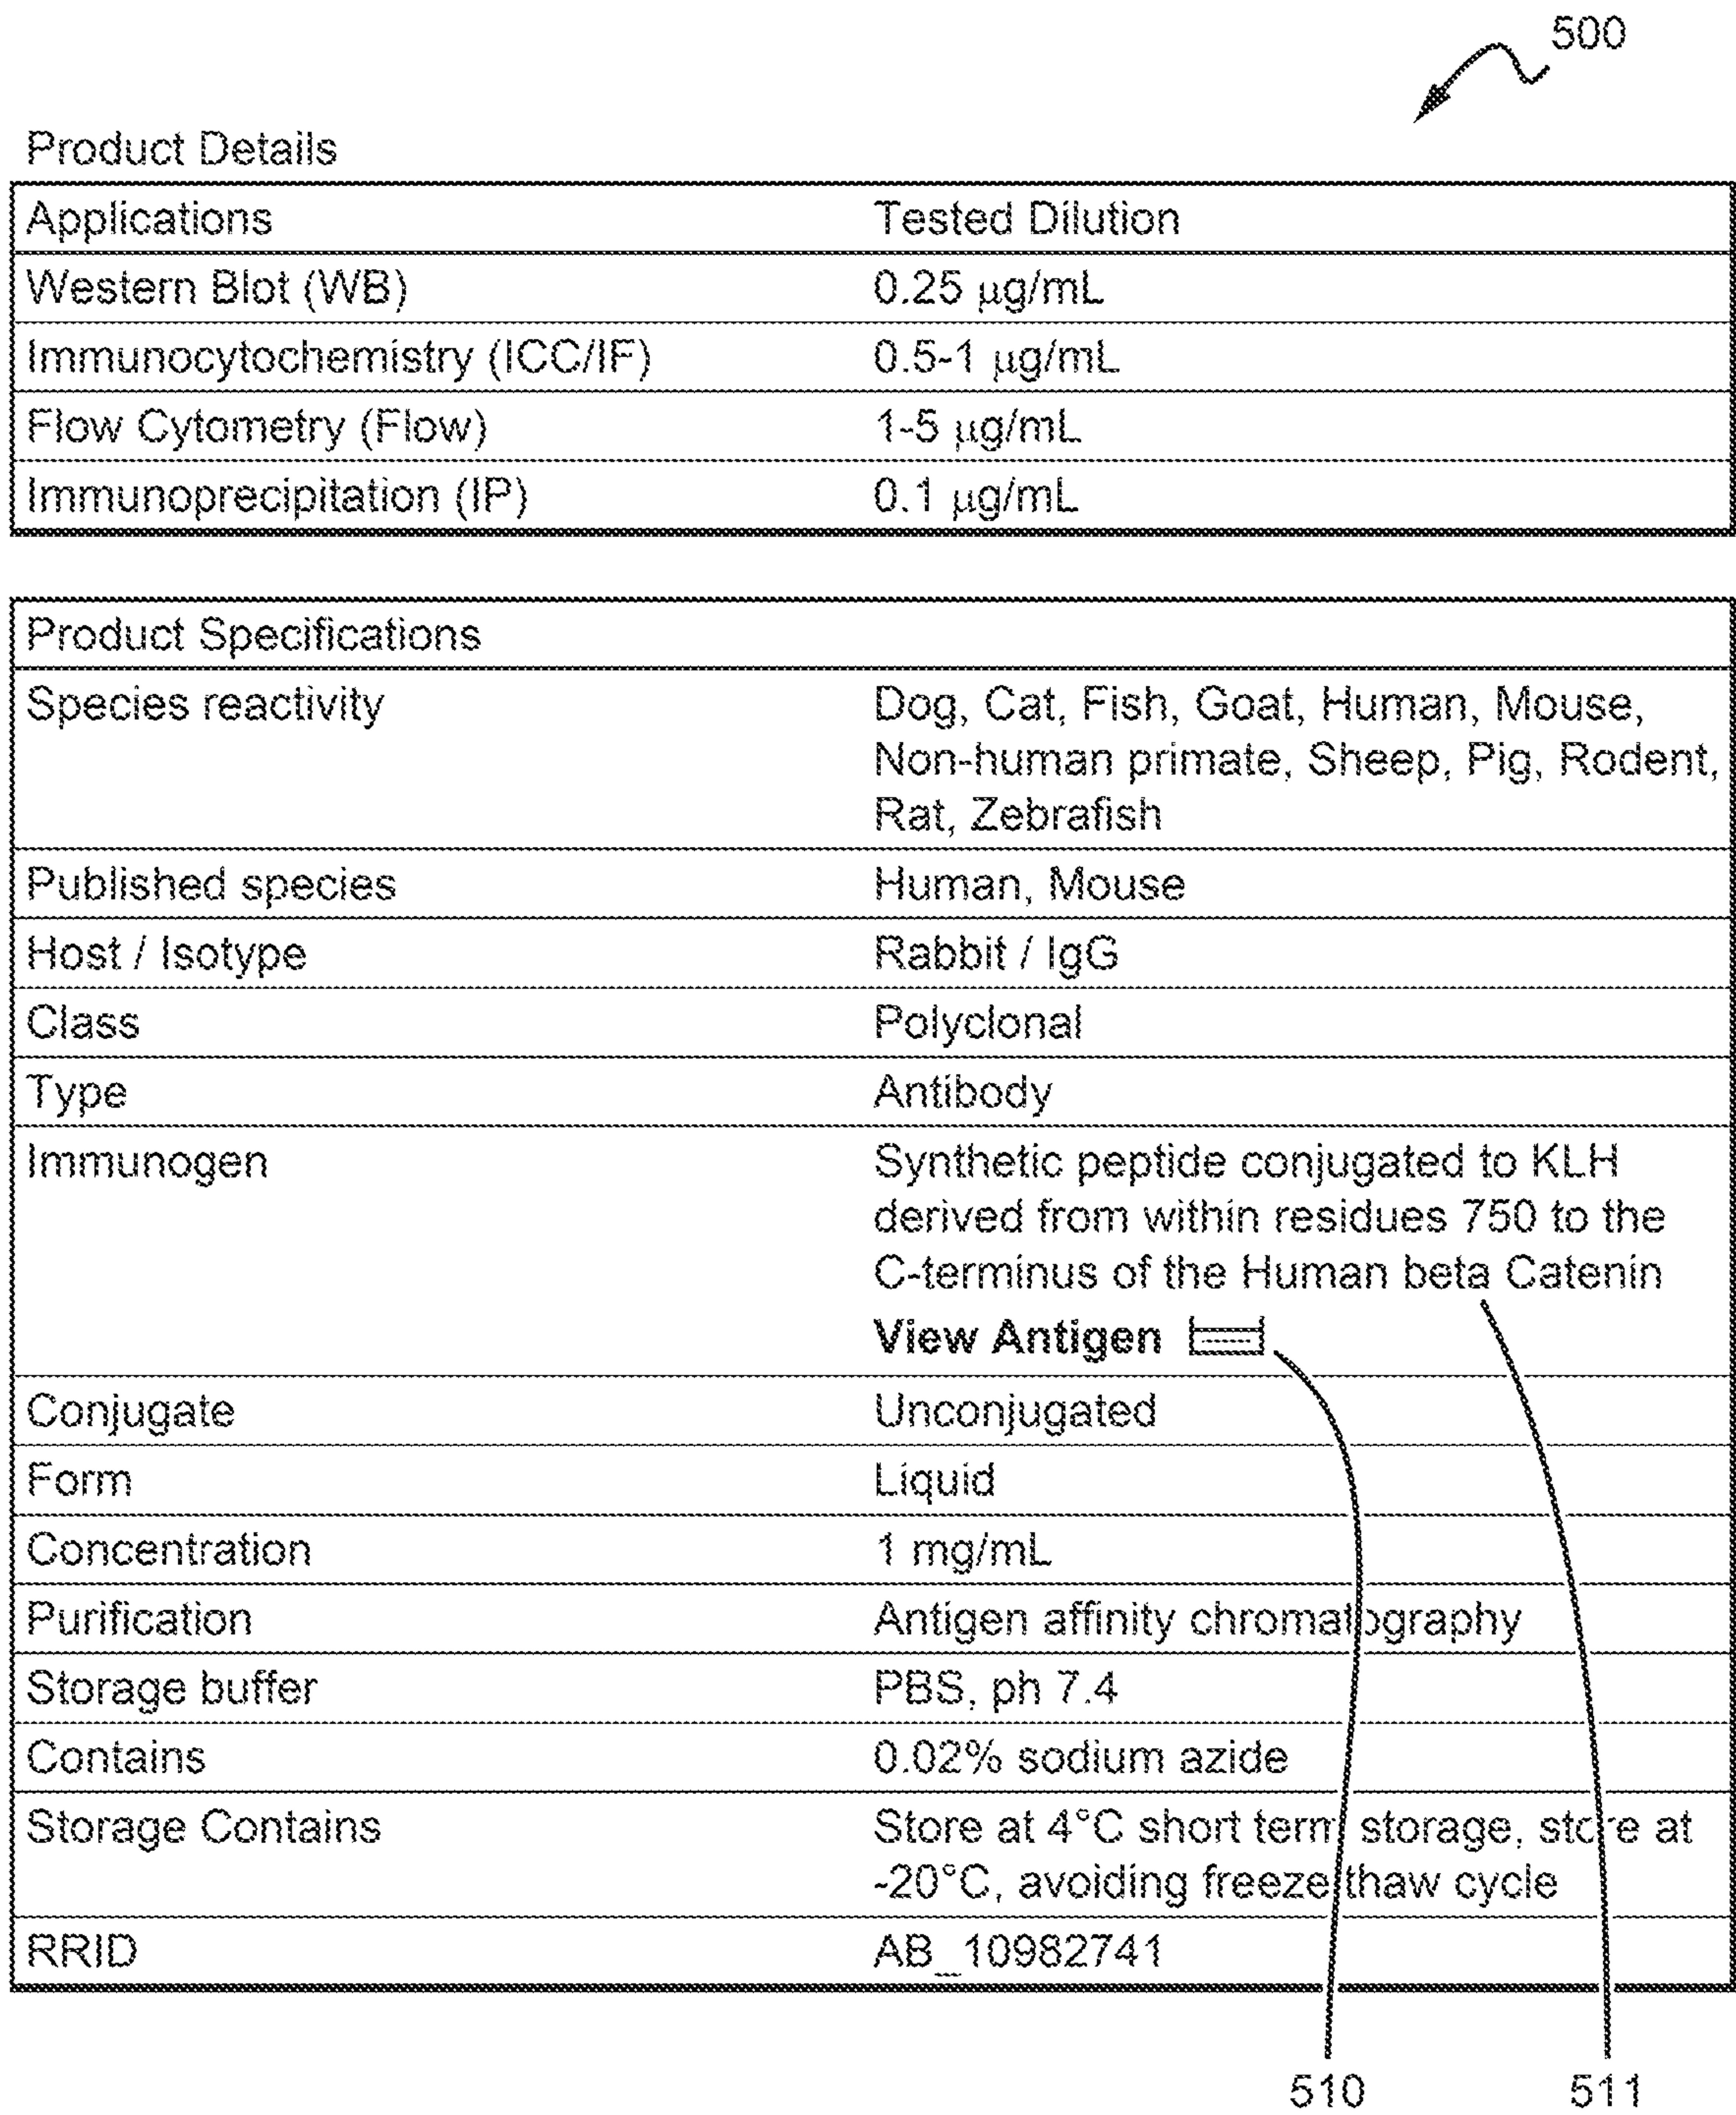 500
Product Details
Applications Tested Dilution
Western Blot (WB) 0.25 µg/mL
Immunocytochemistry (ICC/IF) 0.5-1 µg/mL
Flow Cytometry (Flow) 1-5 µg/mL
Immunoprecipitation (IP) 0.1 µg/mL
Product Specifications
Species reactivity Dog, Cat, Fish, Goat, Human, Mouse,
Non-human primate, Sheep, Pig, Rodent,
Rat, Zebrafish
Published species Human, Mouse
Host / Isotype Rabbit / IgG
Class Polyclonal
Type Antibody
Immunogen Synthetic peptide conjugated to KLH
derived from within residues 750 to the
C-terminus of the Human beta Catenin
View Antigen
Conjugate Unconjugated
Form Liquid
Concentration 1 mg/mL
Purification Antigen affinity chromatography
Storage buffer PBS, ph 7.4
Contains 0.02% sodium azide
Storage Contains Store at 4°C short term storage, store at
-20°C, avoiding freeze thaw cycle
RRID AB_10982741
510 511